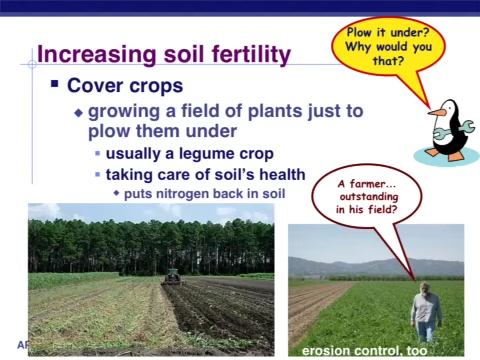 Plow it under?
Why would you
that?
Increasing soil fertility
Cover crops
growing a field of plants just to
plow them under
usually a legume crop
taking care of soil's health
puts nitrogen back in soil
A farmer...
outstanding
in his field?
erosion control, too